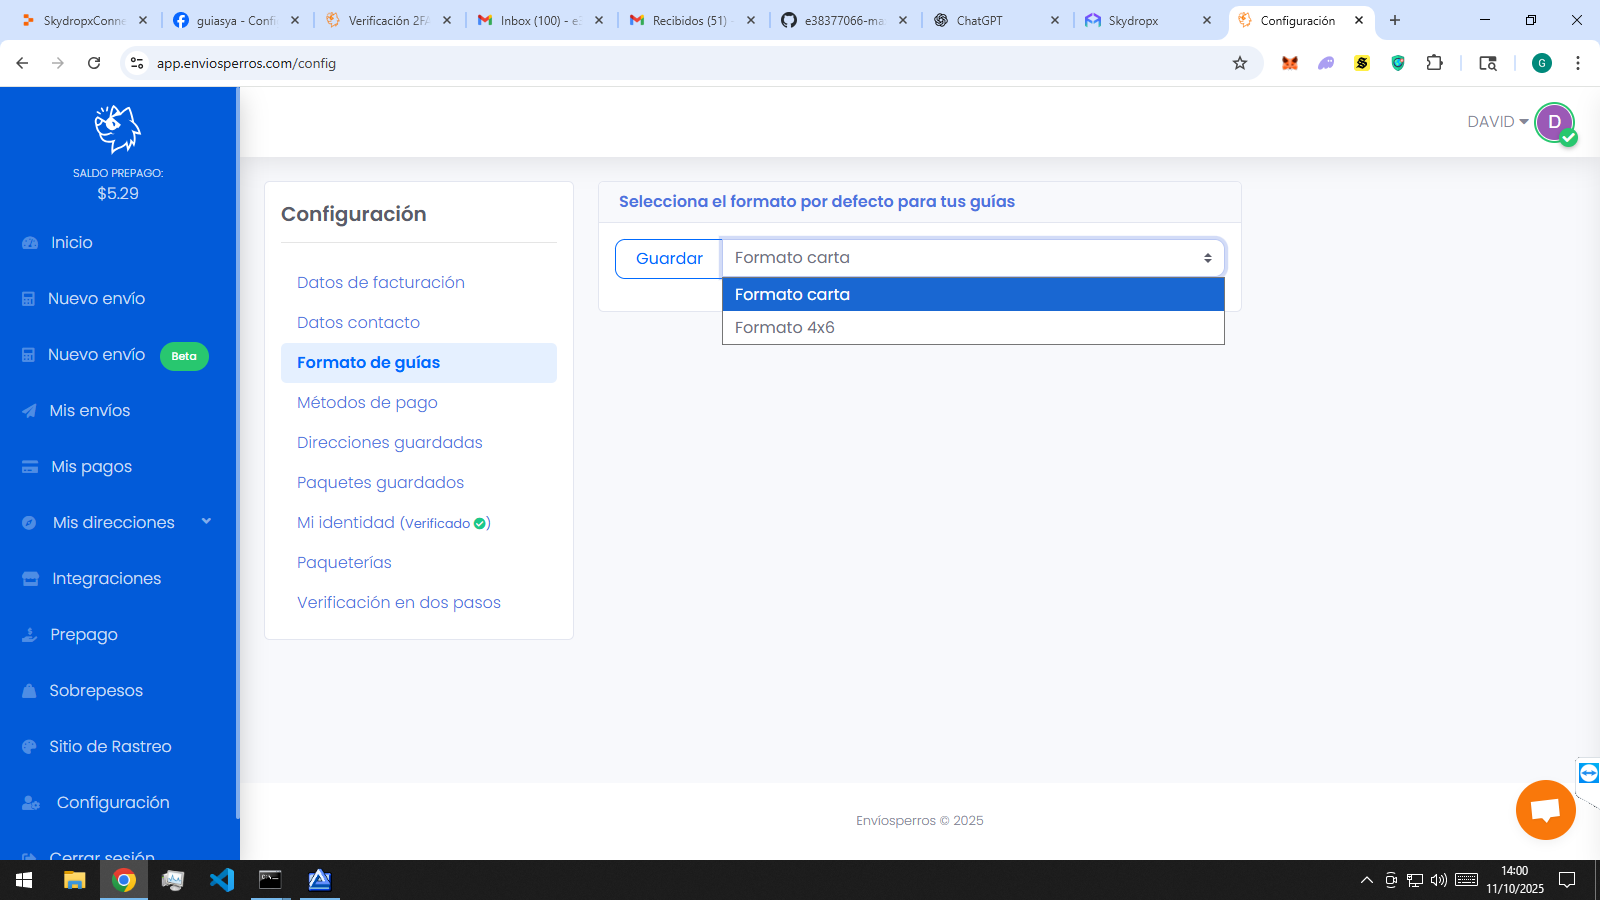 SkydropxConne
guiasya - Confi
Verificación 2FA
Inbox (100) - e3
Recibidos (51) -
e38377066-ma
ChatGPT
Skydropx
Configuración
app.enviosperros.com/config
G
SALDO PREPAGO:
$5.29
Inicio
Nuevo envío
Nuevo envío Beta
Mis envíos
Mis pagos
Mis direcciones
Integraciones
Prepago
Sobrepesos
Sitio de Rastreo
Configuración
Cerrar sesión
DAVID
D
Configuración
Datos de facturación
Datos contacto
Formato de guías
Métodos de pago
Direcciones guardadas
Paquetes guardados
Mi identidad (Verificado)
Paqueterías
Verificación en dos pasos
Selecciona el formato por defecto para tus guías
Guardar
Formato carta
Formato carta
Formato 4x6
Envíosperros © 2025
14:00
11/10/2025